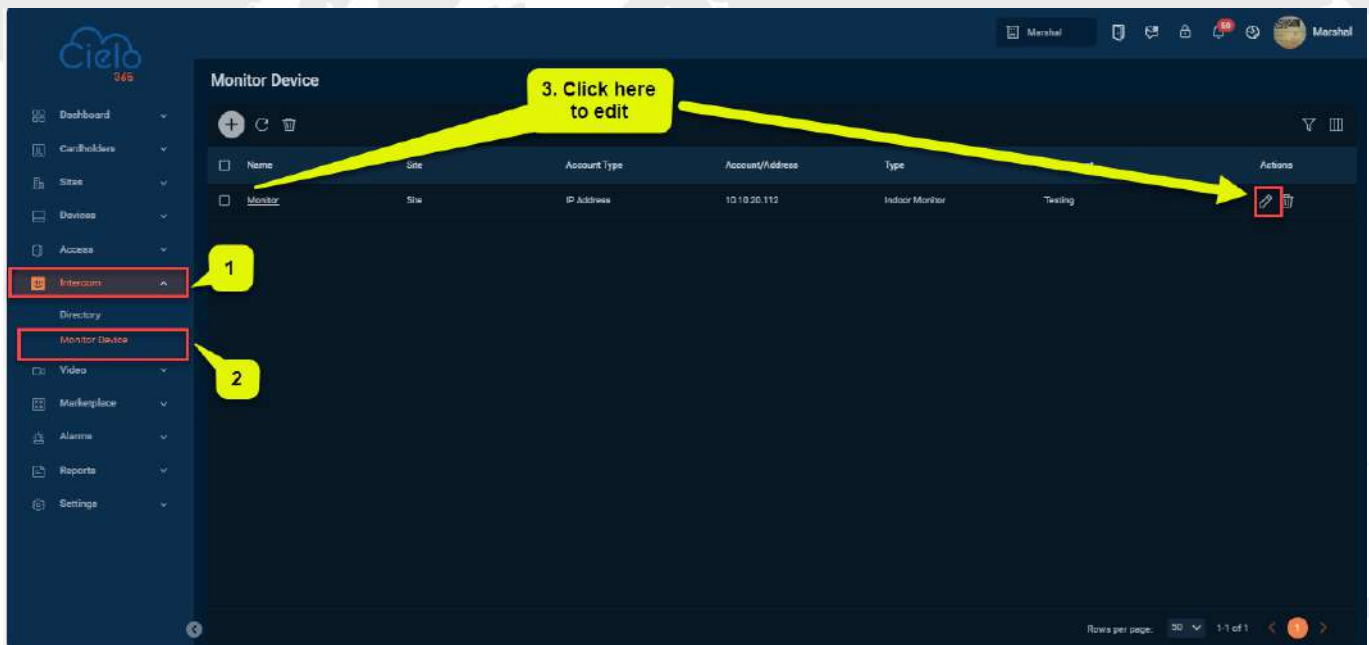 Cielo
365
Marshal
50
Marshal
Monitor Device
3. Click here
to edit
Dashboard
Cardholders
Sites
Devices
Access
Intercom
Directory
Monitor Device
Video
Marketplace
Alarms
Reports
Settings
1
2
Name Site Account Type Account/Address Type Actions
Monitor Site IP Address 10.10.20.112 Indoor Monitor Testing
Rows per page: 50 1-1 of 1 1